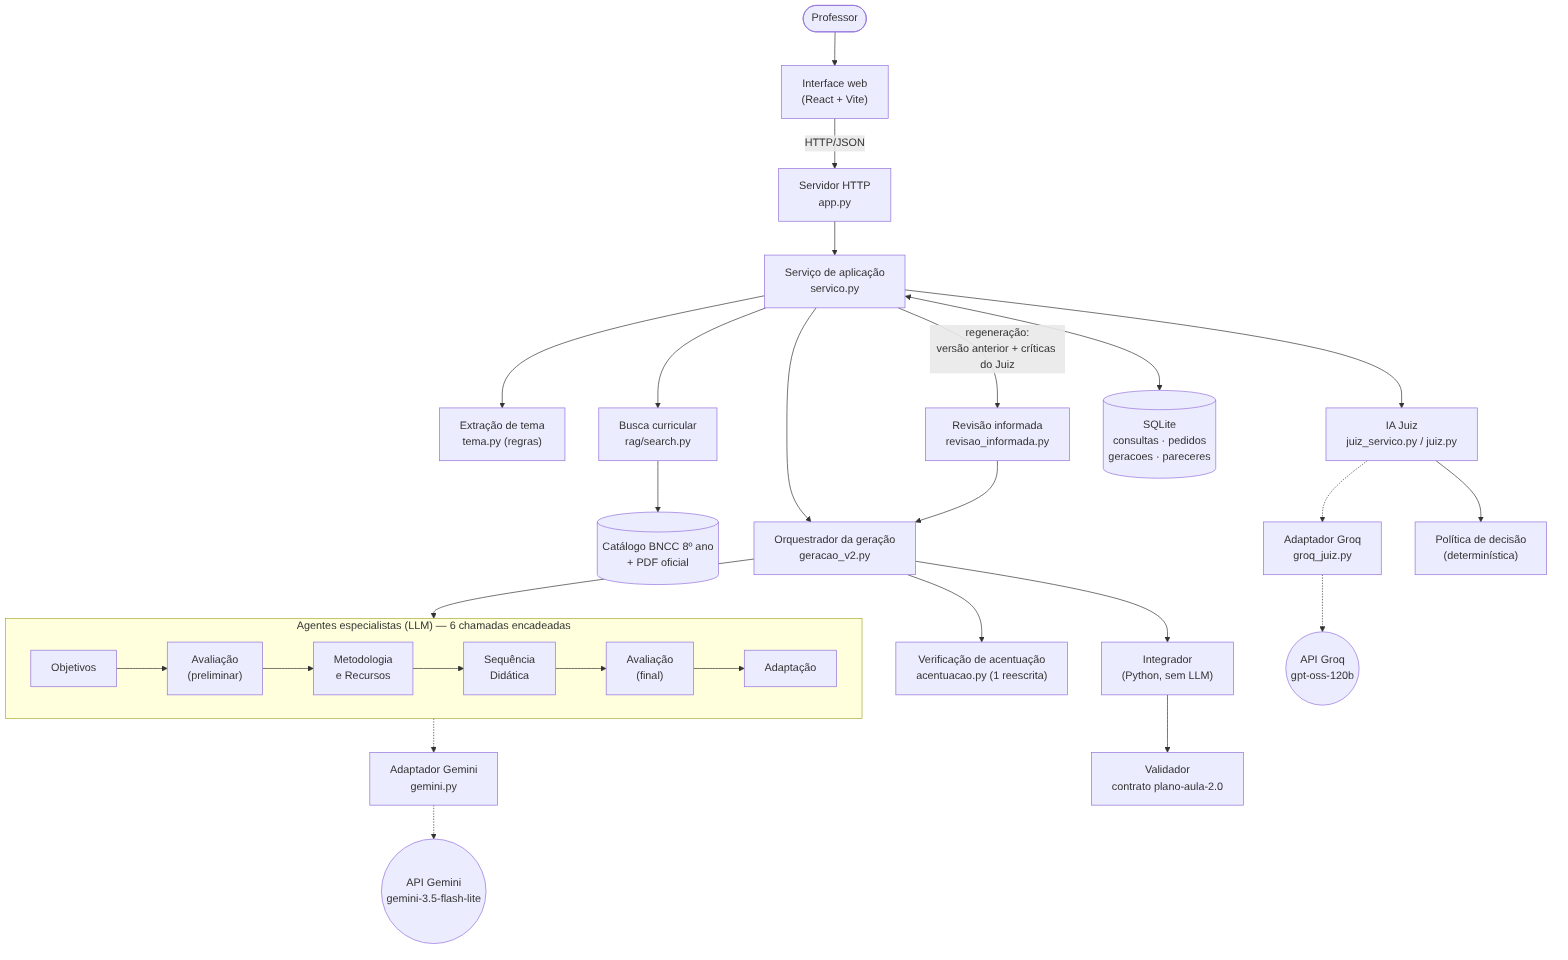 Professor
Interface web
(React + Vite)
HTTP/JSON
Servidor HTTP
app.py
Serviço de aplicação
servico.py
regeneração:
versão anterior + críticas
do Juiz
Extração de tema
tema.py (regras)
Busca curricular
rag/search.py
Revisão informada
revisao_informada.py
SQLite
consultas · pedidos
geracoes · pareceres
IA Juiz
juiz_servico.py / juiz.py
Catálogo BNCC 8º ano
+ PDF oficial
Orquestrador da geração
geracao_v2.py
Adaptador Groq
groq_juiz.py
Política de decisão
(determinística)
Agentes especialistas (LLM) — 6 chamadas encadeadas
Objetivos
Avaliação
(preliminar)
Metodologia
e Recursos
Sequência
Didática
Avaliação
(final)
Adaptação
Verificação de acentuação
acentuacao.py (1 reescrita)
Integrador
(Python, sem LLM)
API Groq
gpt-oss-120b
Adaptador Gemini
gemini.py
Validador
contrato plano-aula-2.0
API Gemini
gemini-3.5-flash-lite